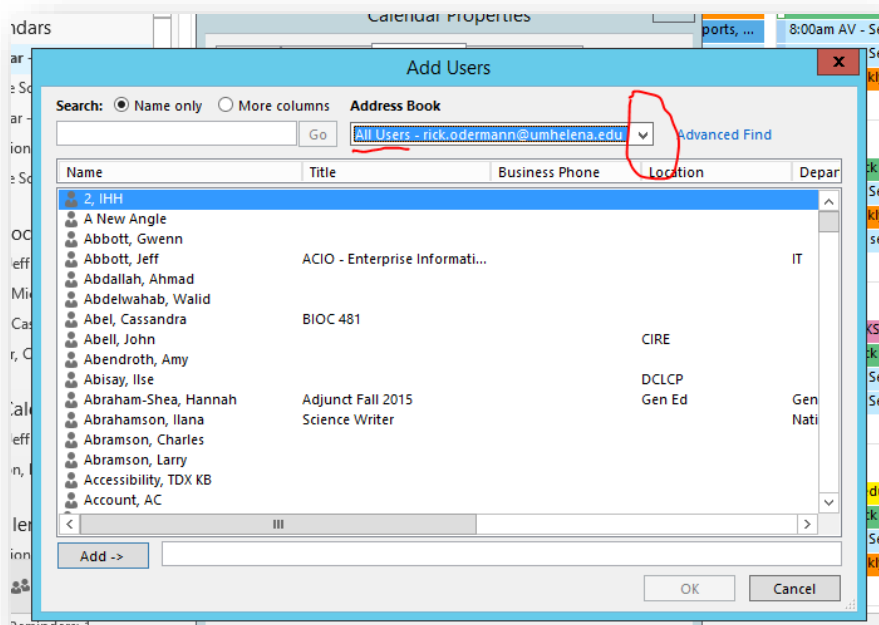 ndars
Calendar Properties
ports, ...
8:00am AV - Se
Add Users
x
Search: Name only More columns Address Book
Go All Users - rick.odermann@umhelena.edu Advanced Find
Name Title Business Phone Location Depar
2, IHH
A New Angle
Abbott, Gwenn
Abbott, Jeff ACIO - Enterprise Informati... IT
Abdallah, Ahmad
Abdelwahab, Walid
Abel, Cassandra BIOC 481
Abell, John CIRE
Abendroth, Amy
Abisay, Ilse DCLCP
Abraham-Shea, Hannah Adjunct Fall 2015 Gen Ed Gen
Abrahamson, Ilana Science Writer Nati
Abramson, Charles
Abramson, Larry
Accessibility, TDX KB
Account, AC
Add ->
OK Cancel